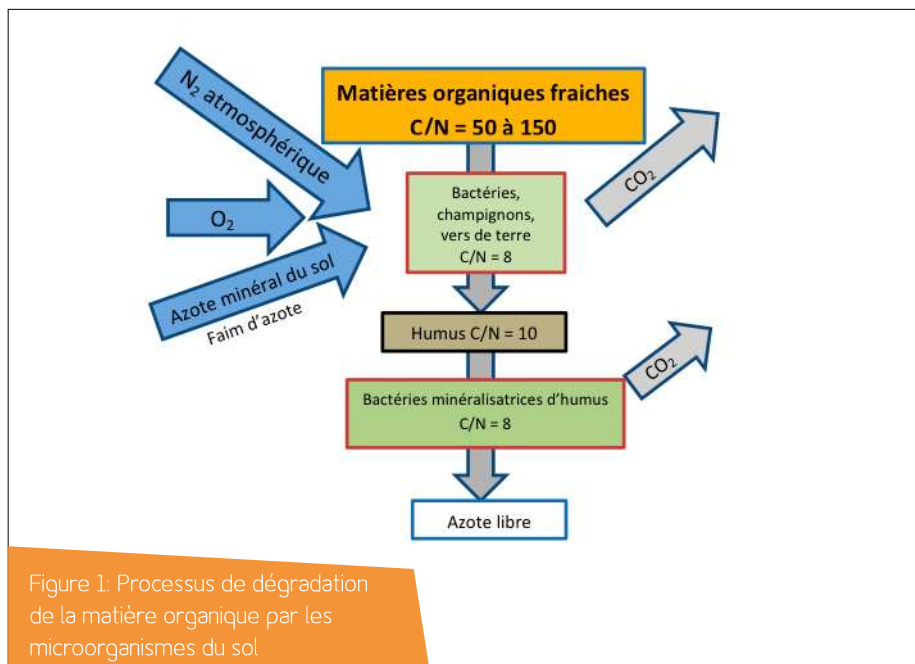 N₂ atmosphérique
Matières organiques fraiches
C/N = 50 à 150
CO₂
O₂
Bactéries,
champignons,
vers de terre
C/N = 8
Azote minéral du sol
Faim d'azote
Humus C/N = 10
CO₂
Bactéries minéralisatrices d'humus
C/N = 8
Azote libre
Figure 1: Processus de dégradation
de la matière organique par les
microorganismes du sol